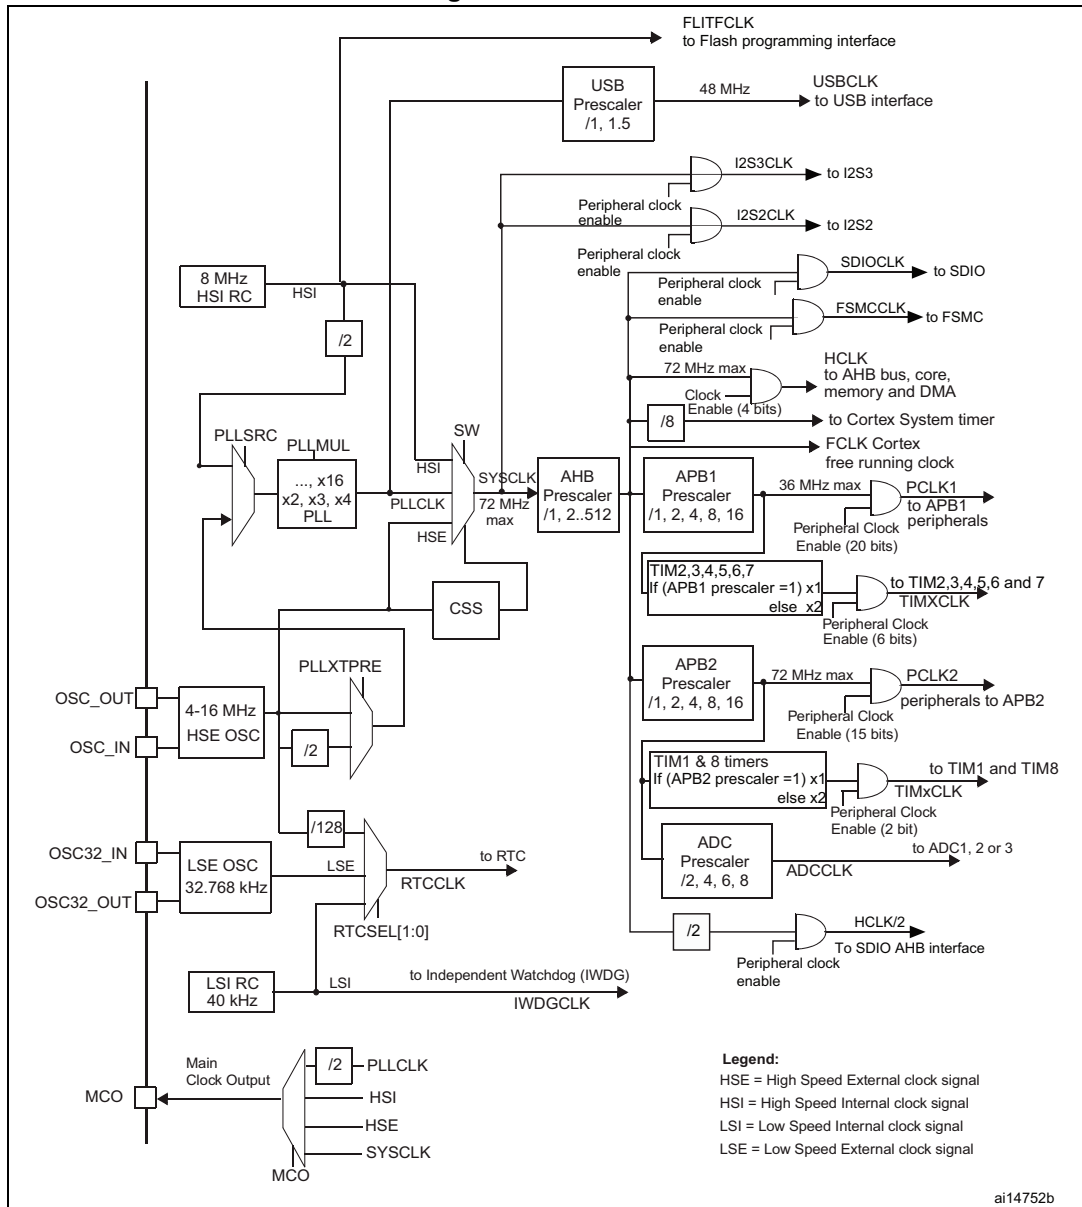 FLITFCLK
to Flash programming interface
USB
Prescaler
/1, 1.5
48 MHz
USBCLK
to USB interface
I2S3CLK
to I2S3
Peripheral clock
enable
I2S2CLK
to I2S2
Peripheral clock
enable
SDIOCLK
to SDIO
Peripheral clock
enable
FSMCCLK
to FSMC
Peripheral clock
enable
8 MHz
HSI RC
HSI
/2
HCLK
to AHB bus, core,
memory and DMA
72 MHz max
Clock
Enable (4 bits)
/8
to Cortex System timer
FCLK Cortex
free running clock
PLLSRC
PLLMUL
..., x16
x2, x3, x4
PLL
SW
HSI
PLLCLK
HSE
SYSCLK
72 MHz
max
AHB
Prescaler
/1, 2..512
APB1
Prescaler
/1, 2, 4, 8, 16
36 MHz max
PCLK1
to APB1
peripherals
Peripheral Clock
Enable (20 bits)
TIM2,3,4,5,6,7
If (APB1 prescaler =1) x1
else x2
to TIM2,3,4,5,6 and 7
TIMXCLK
Peripheral Clock
Enable (6 bits)
CSS
PLLXTPRE
OSC_OUT
OSC_IN
4-16 MHz
HSE OSC
/2
APB2
Prescaler
/1, 2, 4, 8, 16
72 MHz max
PCLK2
peripherals to APB2
Peripheral Clock
Enable (15 bits)
TIM1 & 8 timers
If (APB2 prescaler =1) x1
else x2
to TIM1 and TIM8
TIMxCLK
Peripheral Clock
Enable (2 bit)
/128
OSC32_IN
OSC32_OUT
LSE OSC
32.768 kHz
LSE
to RTC
RTCCLK
RTCSEL[1:0]
ADC
Prescaler
/2, 4, 6, 8
to ADC1, 2 or 3
ADCCLK
/2
HCLK/2
To SDIO AHB interface
Peripheral clock
enable
LSI RC
40 kHz
LSI
to Independent Watchdog (IWDG)
IWDGCLK
MCO
Main
Clock Output
/2
PLLCLK
HSI
HSE
SYSCLK
MCO
Legend:
HSE = High Speed External clock signal
HSI = High Speed Internal clock signal
LSI = Low Speed Internal clock signal
LSE = Low Speed External clock signal
ai14752b